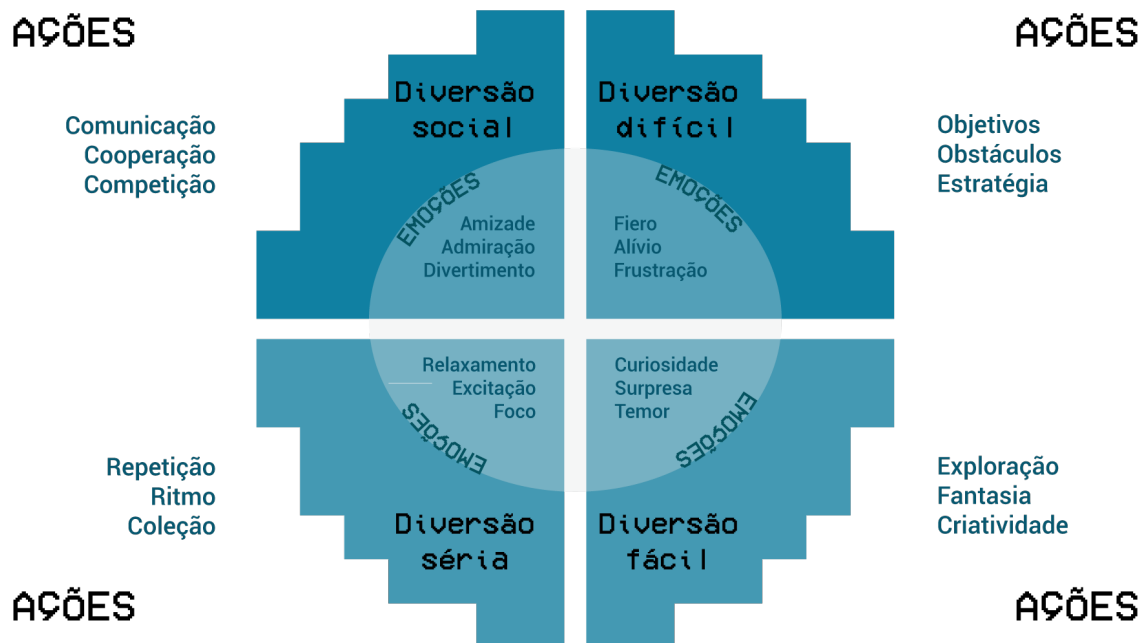 AÇÕES
AÇÕES
Diversão
social
Diversão
difícil
Comunicação
Cooperação
Competição
Objetivos
Obstáculos
Estratégia
EMOÇÕES
EMOÇÕES
Amizade
Admiração
Divertimento
Fiero
Alívio
Frustração
Relaxamento
Excitação
Foco
Curiosidade
Surpresa
Temor
EMOÇÕES
EMOÇÕES
Repetição
Ritmo
Coleção
Exploração
Fantasia
Criatividade
Diversão
séria
Diversão
fácil
AÇÕES
AÇÕES